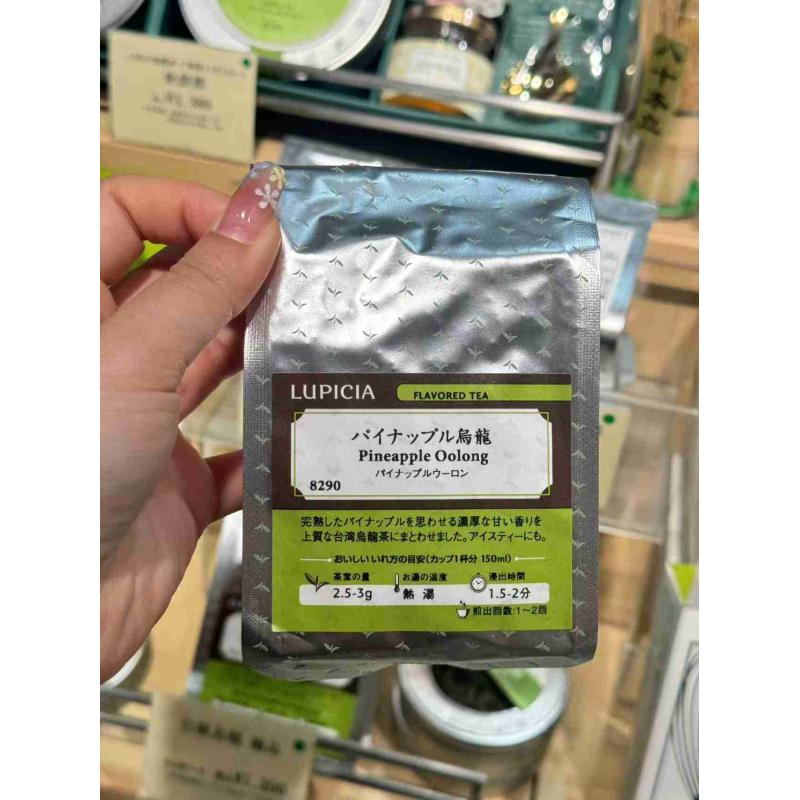 LUPICIA
FLAVORED TEA
パイナップル烏龍
Pineapple Oolong
パイナップルウーロン
8290
完熟したパイナップルを思わせる濃厚な甘い香りを
上質な台湾烏龍茶にまとわせました。アイスティーにも。
おいしいいれ方の目安(カップ1杯分 150ml)
茶葉の量 お湯の温度 浸出時間
2.5-3g 熱湯 1.5-2分
煎出回数:1~2回